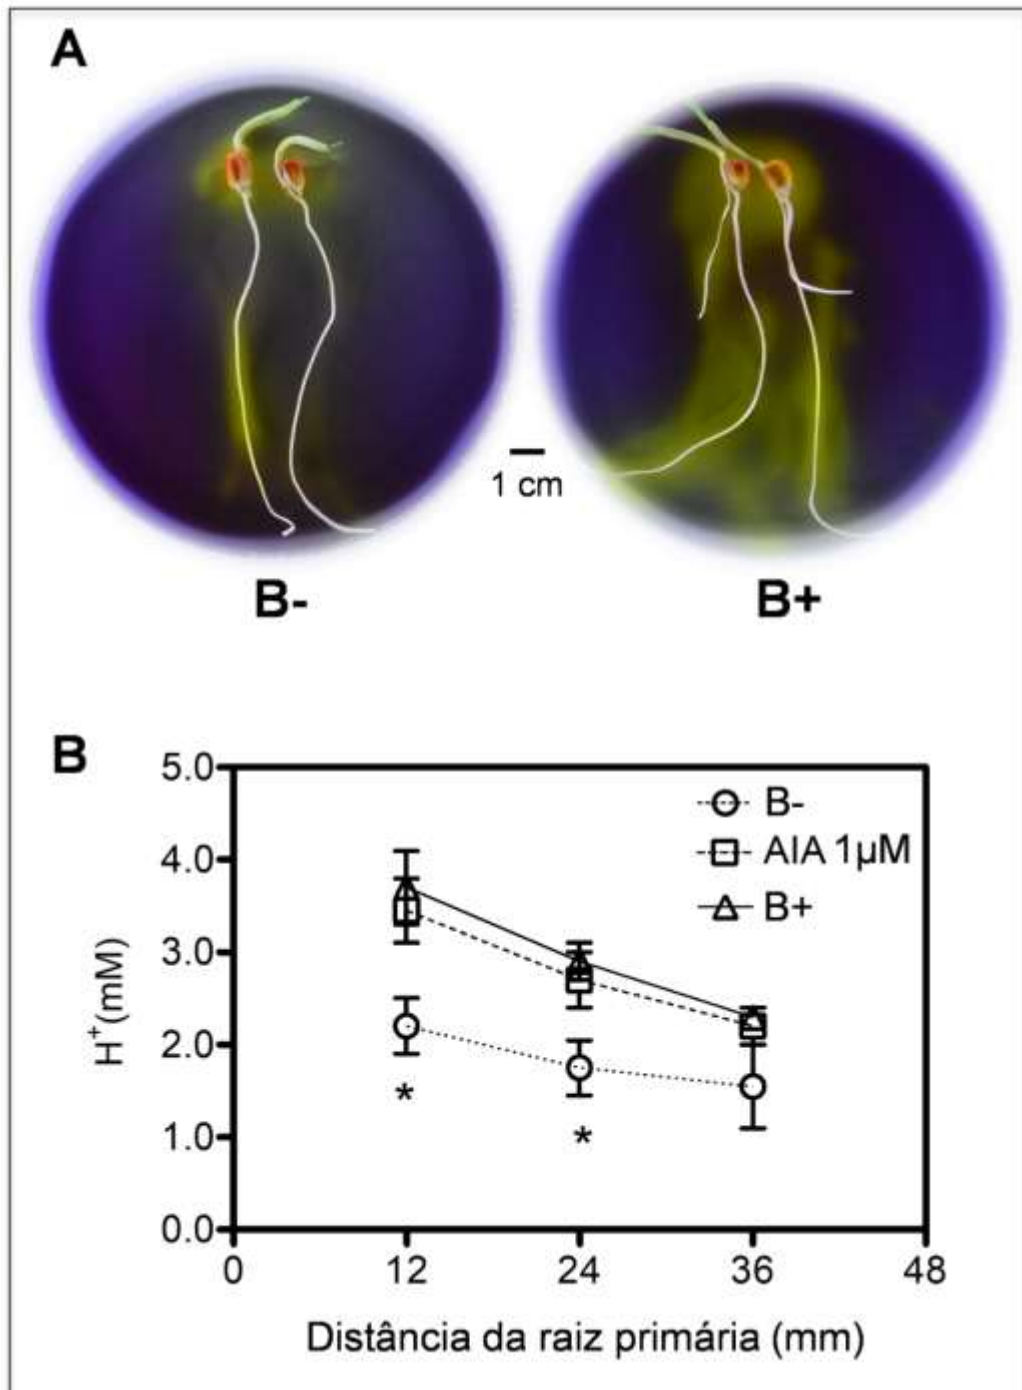 A
1 cm
B-
B+
B
5.0
4.0
3.0
2.0
1.0
0.0
H+(mM)
B-
AIA 1µM
B+
*
*
0 12 24 36 48
Distância da raiz primária (mm)